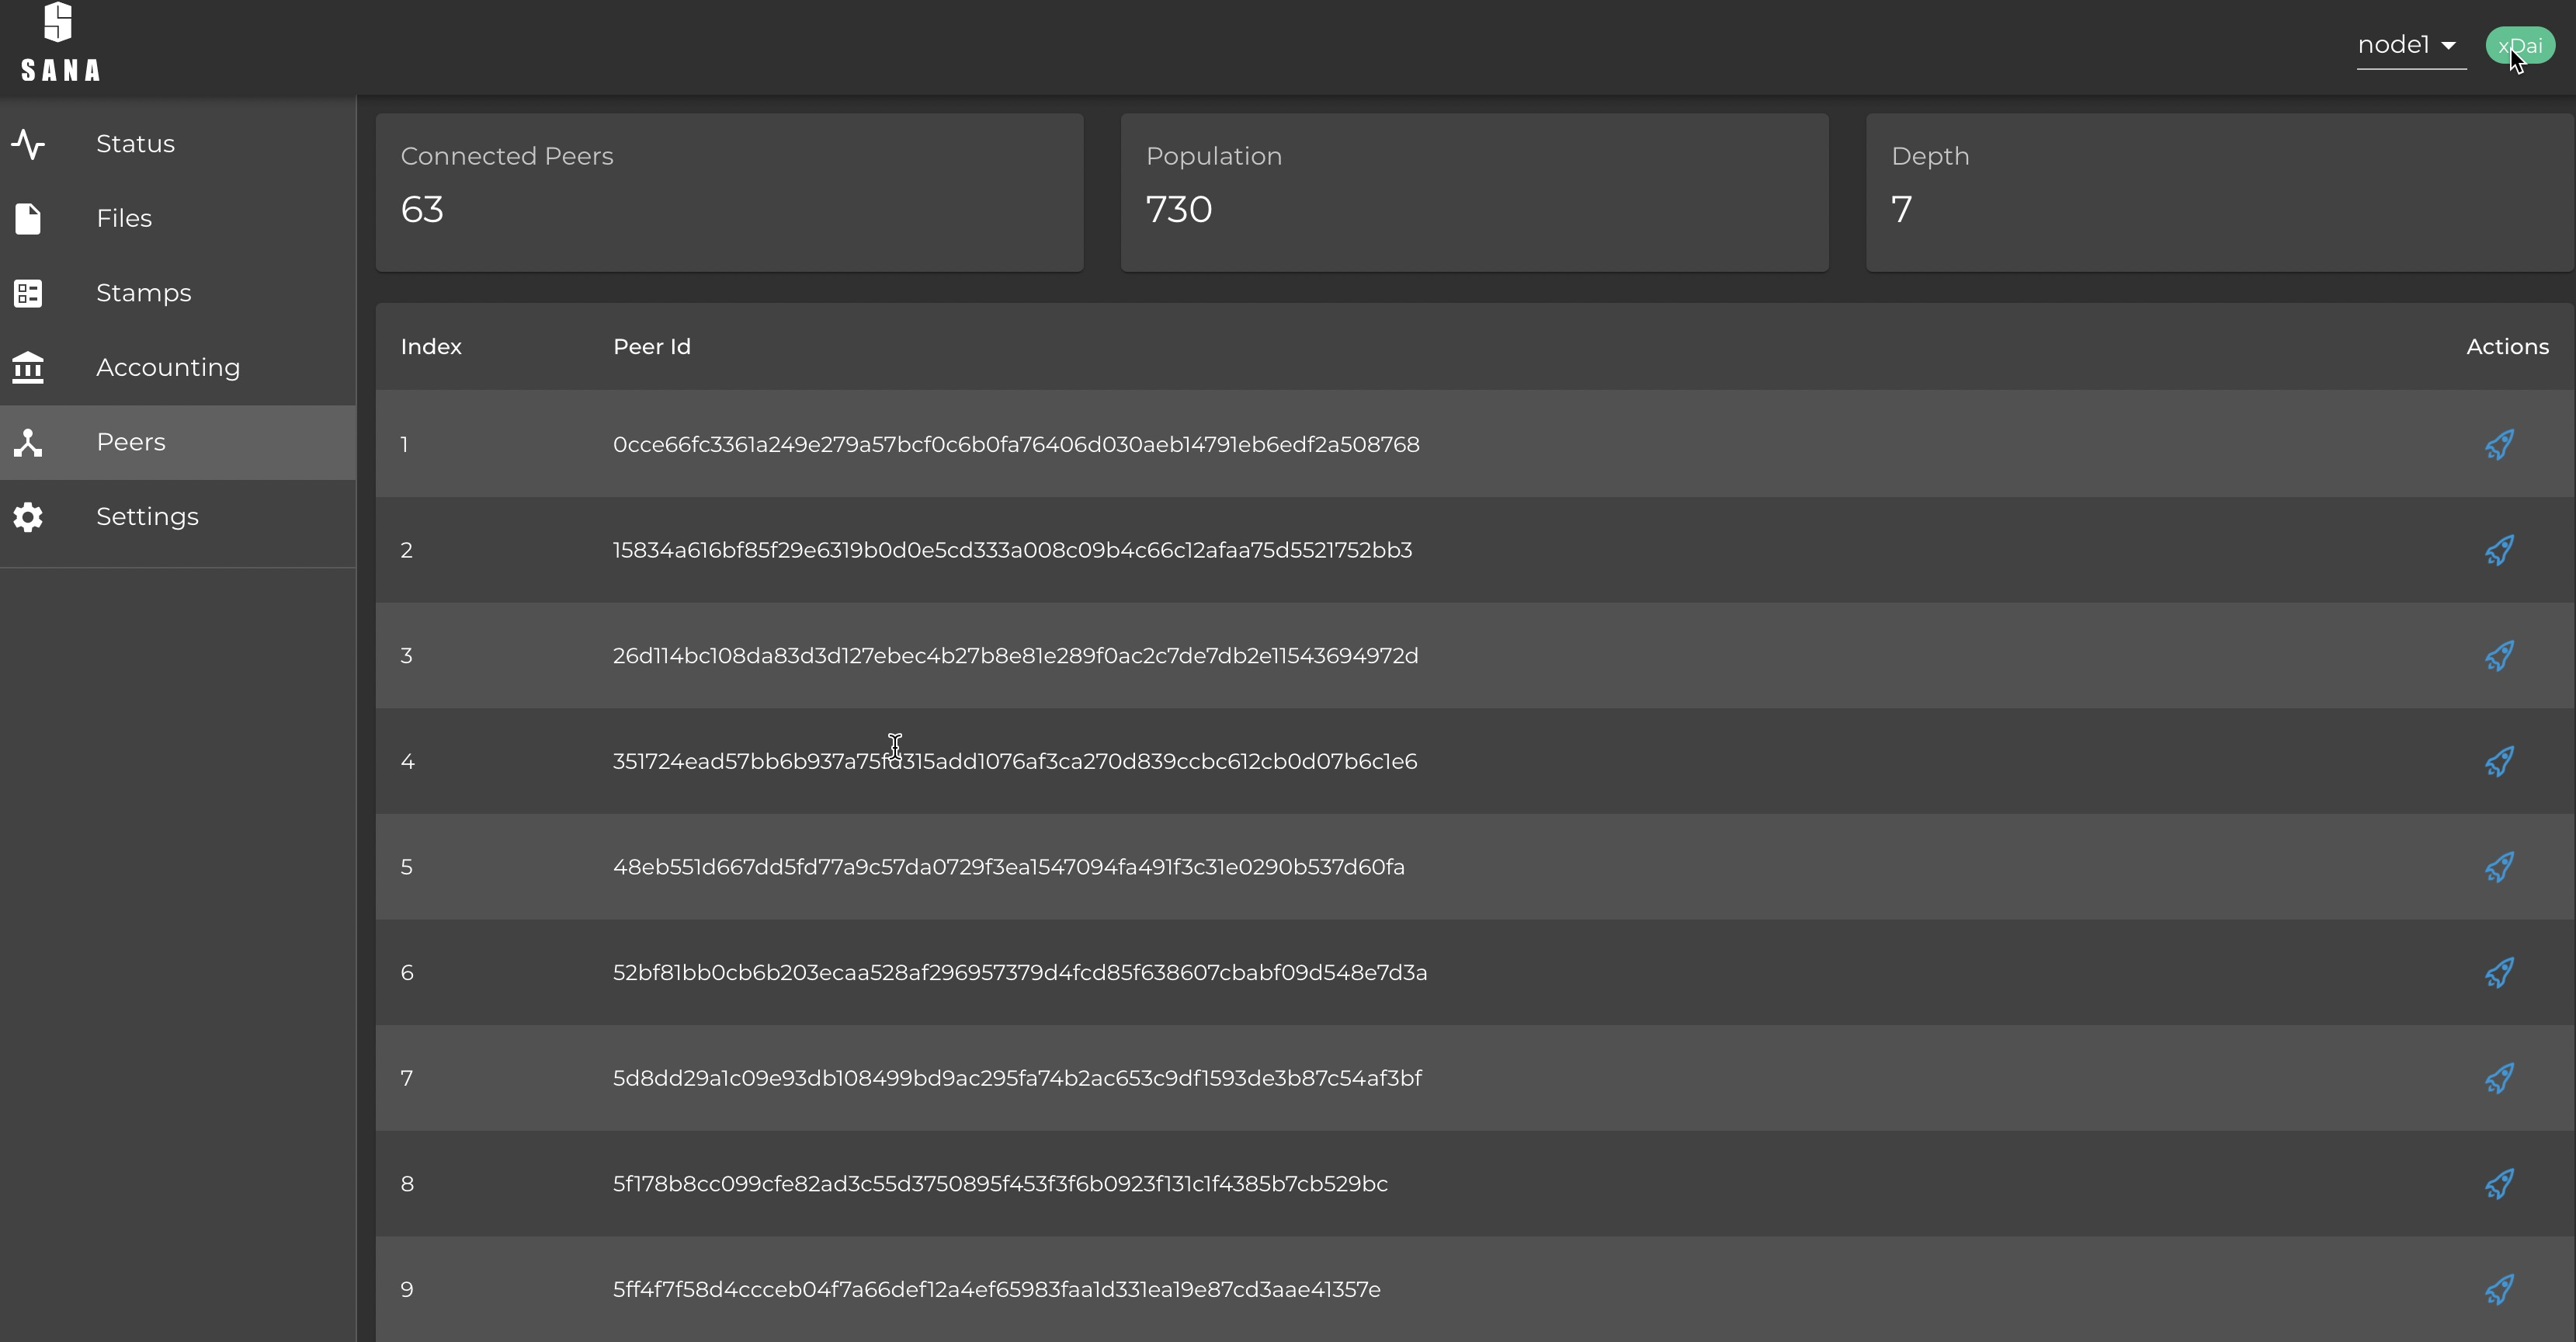 SANA
node1
xDai
Status
Files
Stamps
Accounting
Peers
Settings
Connected Peers
63
Population
730
Depth
7
Index Peer Id Actions
1 0cce66fc3361a249e279a57bcf0c6b0fa76406d030aeb14791eb6edf2a508768
2 15834a616bf85f29e6319b0d0e5cd333a008c09b4c66c12afaa75d5521752bb3
3 26d114bc108da83d3d127ebec4b27b8e81e289f0ac2c7de7db2e11543694972d
4 351724ead57bb6b937a75fd315add1076af3ca270d839ccbc612cb0d07b6c1e6
5 48eb551d667dd5fd77a9c57da0729f3ea1547094fa491f3c31e0290b537d60fa
6 52bf81bb0cb6b203ecaa528af296957379d4fcd85f638607cbabf09d548e7d3a
7 5d8dd29a1c09e93db108499bd9ac295fa74b2ac653c9df1593de3b87c54af3bf
8 5f178b8cc099cfe82ad3c55d3750895f453f3f6b0923f131c1f4385b7cb529bc
9 5ff4f7f58d4ccceb04f7a66def12a4ef65983faa1d331ea19e87cd3aae41357e